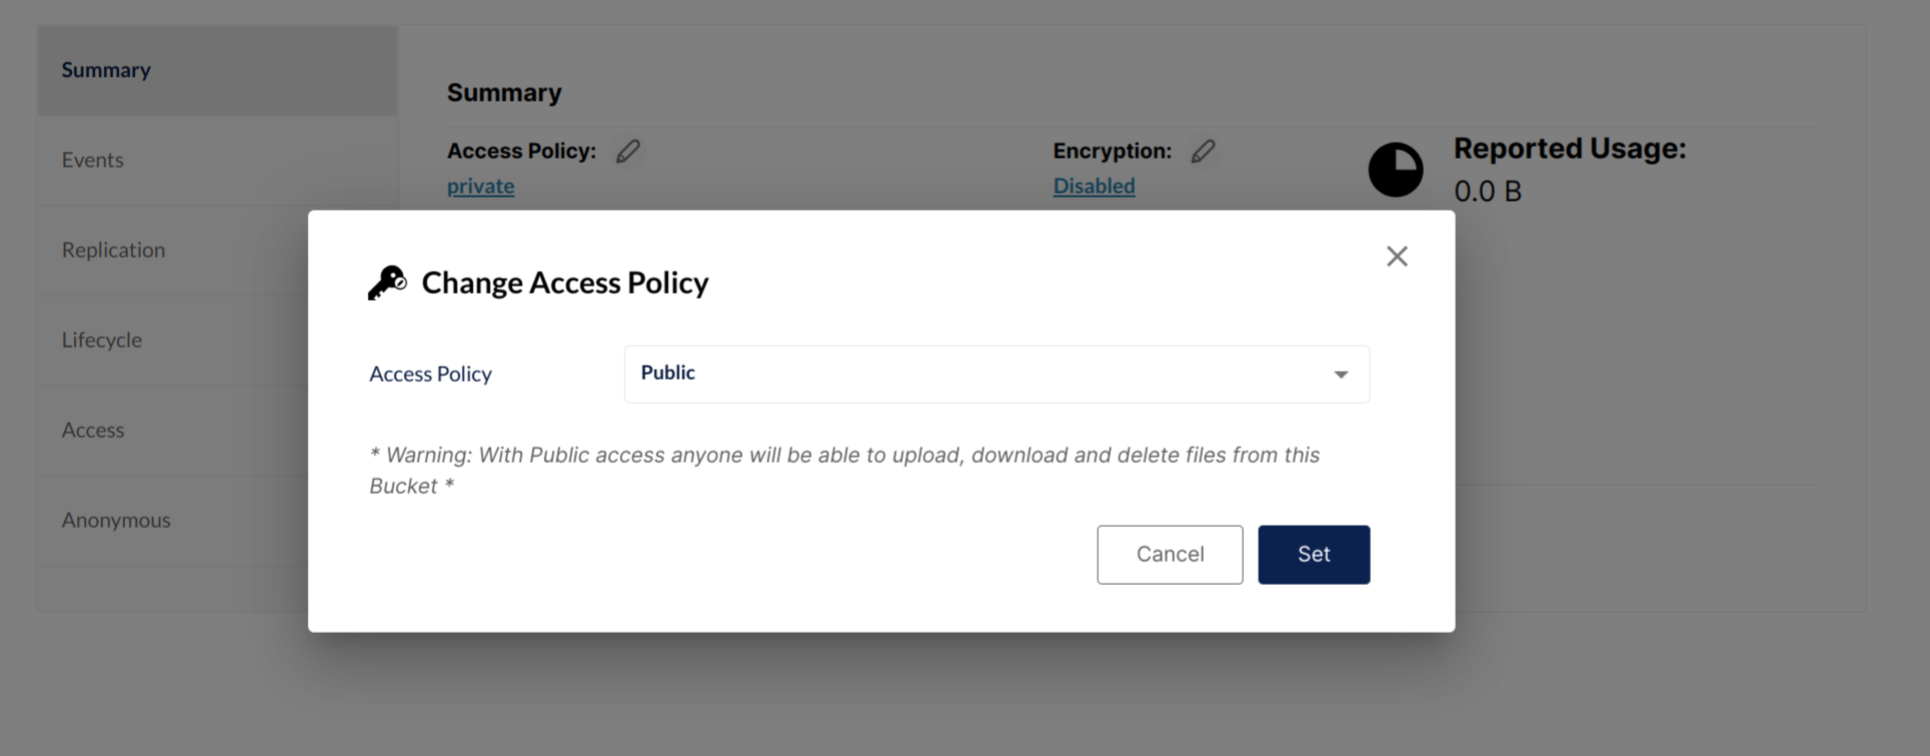 Summary
Events
Replication
Lifecycle
Access
Anonymous
Summary
Access Policy:
private
Encryption:
Disabled
Reported Usage:
0.0 B
Change Access Policy
Access Policy
Public
* Warning: With Public access anyone will be able to upload, download and delete files from this
Bucket *
Cancel
Set